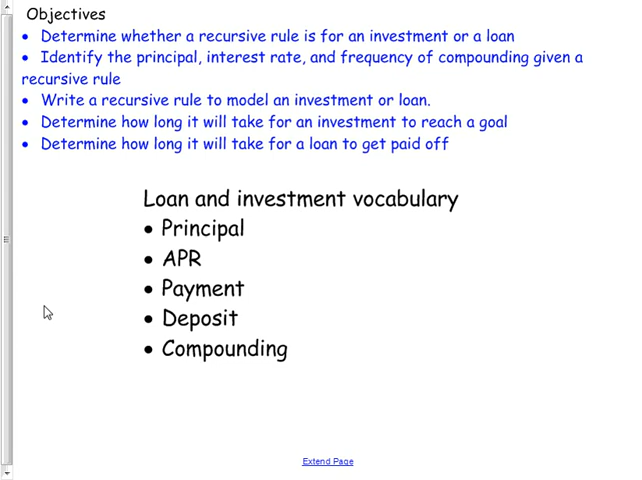 Objectives
• Determine whether a recursive rule is for an investment or a loan
• Identify the principal, interest rate, and frequency of compounding given a
recursive rule
• Write a recursive rule to model an investment or loan.
• Determine how long it will take for an investment to reach a goal
• Determine how long it will take for a loan to get paid off
Loan and investment vocabulary
• Principal
• APR
• Payment
• Deposit
• Compounding
Extend Page